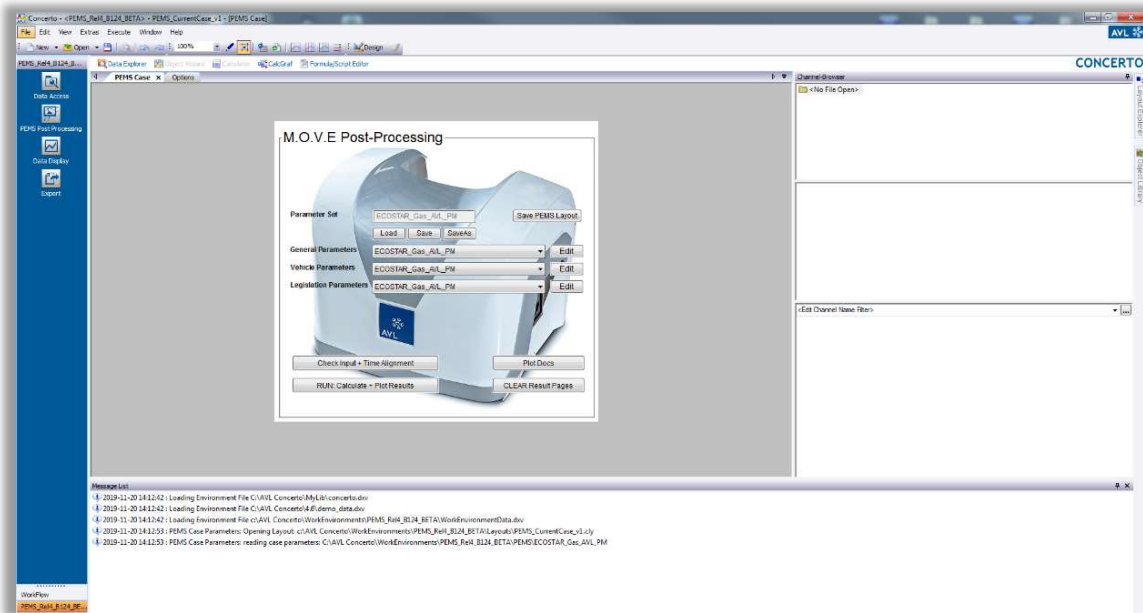 Concerto - <PEMS_Rel4_B124_BETA> - PEMS_CurrentCase_v1 - [PEMS Case]
File Edit View Extras Execute Window Help
AVL
New Open 100% Design
PEMS_Rel4_B124_B... Data Explorer Object Wizard Calculator CalcGraf Formula/Script Editor
CONCERTO
PEMS Case x Options
Channel-Browser
<No File Open>
Layout Explorer
Object Library
Data Access
PEMS Post Processing
Data Display
Export
M.O.V.E Post-Processing
Parameter Set ECOSTAR_Gas_AVL_PM Save PEMS Layout
Load Save SaveAs
General Parameters ECOSTAR_Gas_AVL_PM Edit
Vehicle Parameters ECOSTAR_Gas_AVL_PM Edit
Legislation Parameters ECOSTAR_Gas_AVL_PM Edit
AVL
Check Input + Time Alignment Plot Docs
RUN: Calculate + Plot Results CLEAR Result Pages
<Edit Channel Name Filter> ...
Message List
2019-11-20 14:12:42 : Loading Environment File C:\AVL Concerto\MyLib\concerto.dxv
2019-11-20 14:12:42 : Loading Environment File C:\AVL Concerto\4.6\demo_data.dxv
2019-11-20 14:12:42 : Loading Environment File c:\AVL Concerto\WorkEnvironments\PEMS_Rel4_B124_BETA\WorkEnvironmentData.dxv
2019-11-20 14:12:53 : PEMS Case Parameters: Opening Layout: c:\AVL Concerto\WorkEnvironments\PEMS_Rel4_B124_BETA\Layouts\PEMS_CurrentCase_v1.cly
2019-11-20 14:12:53 : PEMS Case Parameters: reading case parameters: C:\AVL Concerto\WorkEnvironments\PEMS_Rel4_B124_BETA\PEMS\ECOSTAR_Gas_AVL_PM
WorkFlow
PEMS_Rel4_B124_BE...